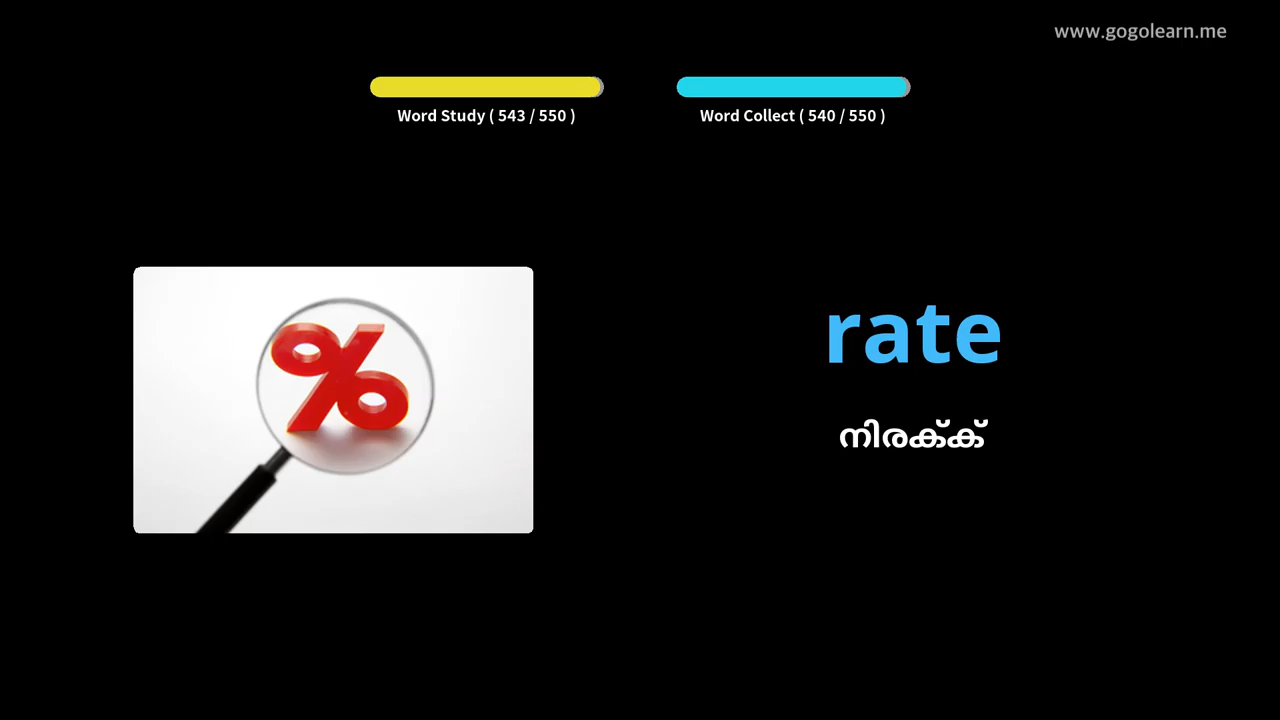 www.gogolearn.me
Word Study ( 543 / 550 )
Word Collect ( 540 / 550 )
%
rate
നിരക്ക്